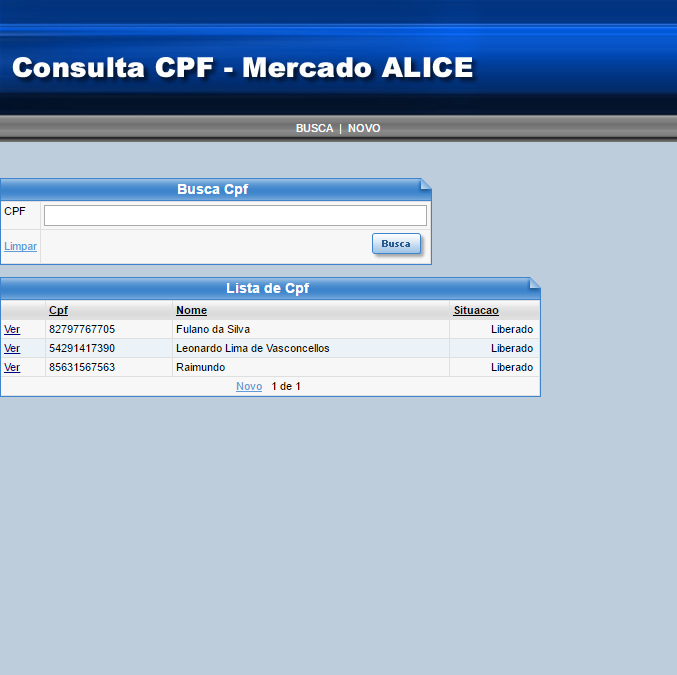 Consulta CPF - Mercado ALICE
BUSCA | NOVO
Busca Cpf
CPF
Limpar Busca
Lista de Cpf
Cpf Nome Situacao
Ver 82797767705 Fulano da Silva Liberado
Ver 54291417390 Leonardo Lima de Vasconcellos Liberado
Ver 85631567563 Raimundo Liberado
Novo 1 de 1